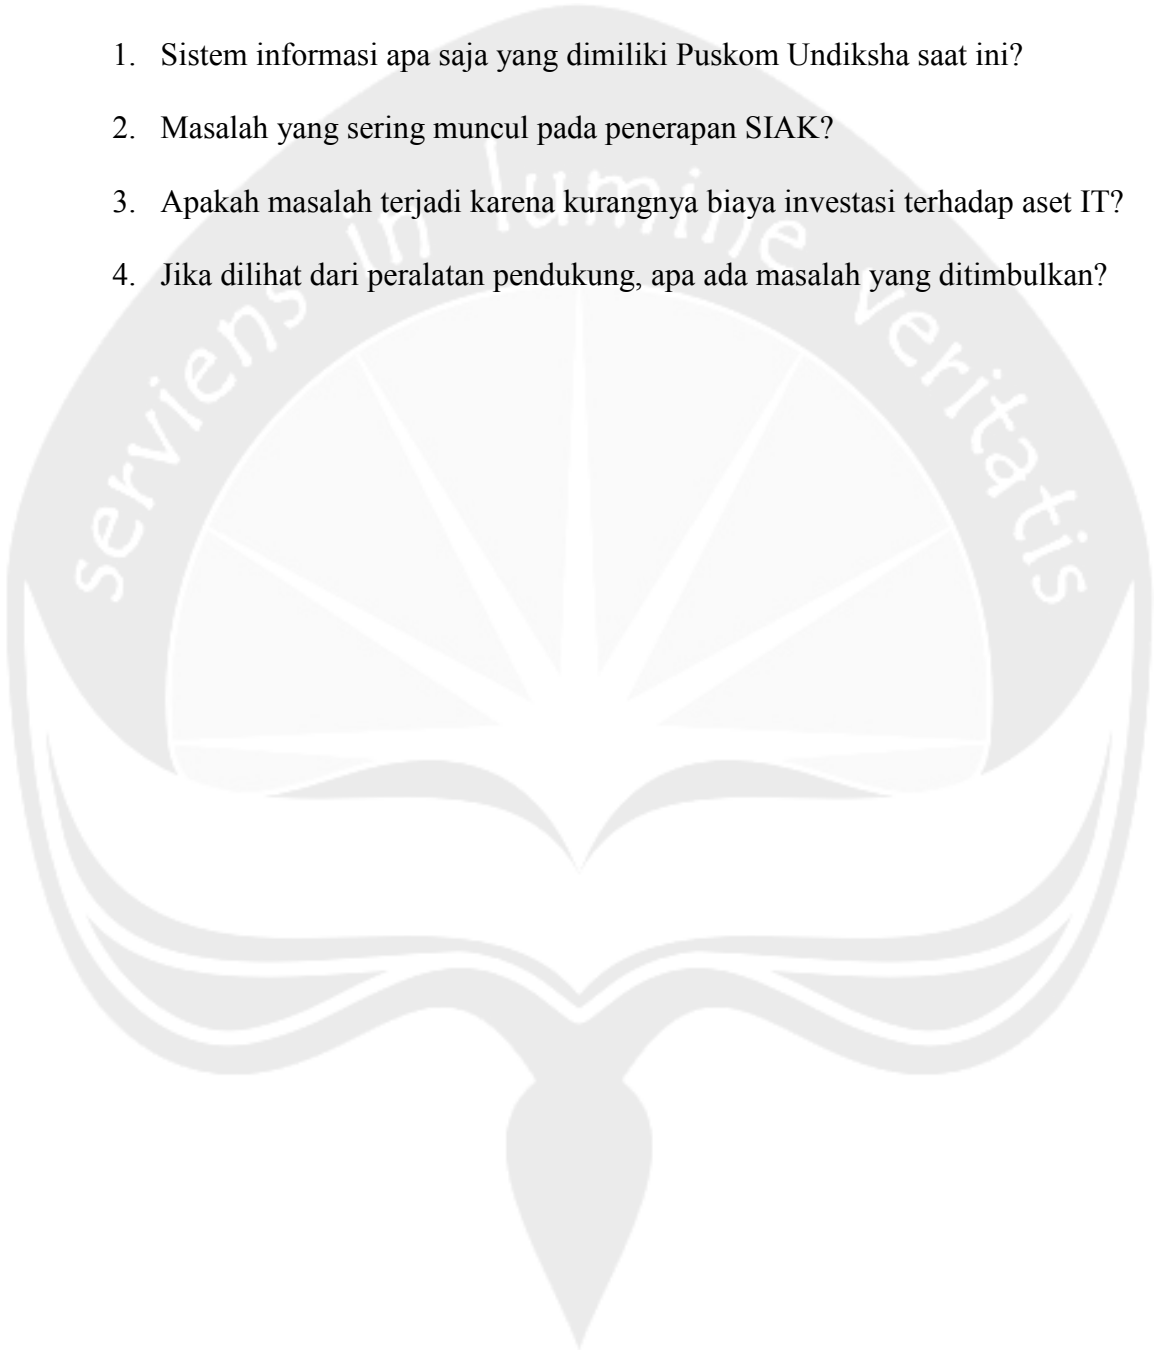 1. Sistem informasi apa saja yang dimiliki Puskom Undiksha saat ini?
2. Masalah yang sering muncul pada penerapan SIAK?
3. Apakah masalah terjadi karena kurangnya biaya investasi terhadap aset IT?
4. Jika dilihat dari peralatan pendukung, apa ada masalah yang ditimbulkan?
serviens in lumine veritatis